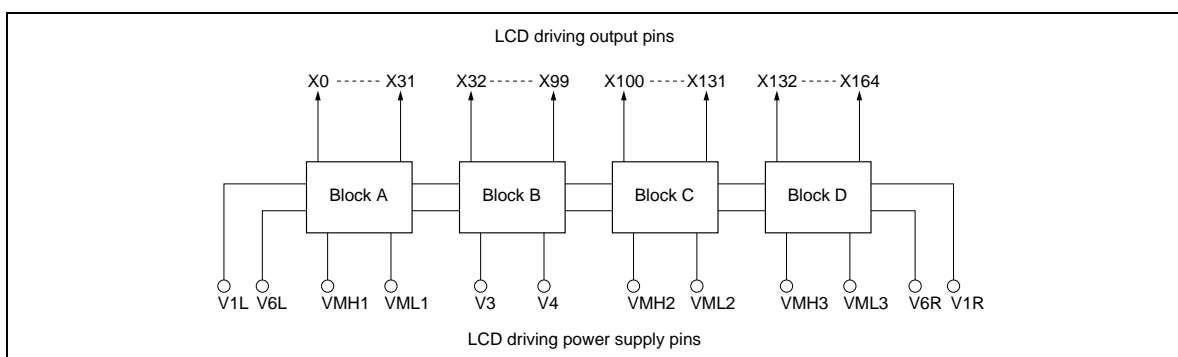 LCD driving output pins
X0 ------ X31 X32 ------ X99 X100 ----- X131 X132 ----- X164
Block A Block B Block C Block D
V1L V6L VMH1 VML1 V3 V4 VMH2 VML2 VMH3 VML3 V6R V1R
LCD driving power supply pins